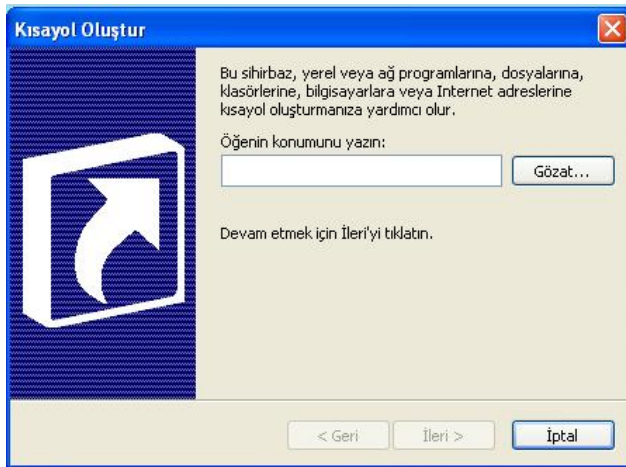 Kısayol Oluştur
Bu sihirbaz, yerel veya ağ programlarına, dosyalarına,
klasörlerine, bilgisayarlara veya Internet adreslerine
kısayol oluşturmanıza yardımcı olur.
Öğenin konumunu yazın:
Gözat...
Devam etmek için İleri'yi tıklatın.
< Geri
İleri >
İptal